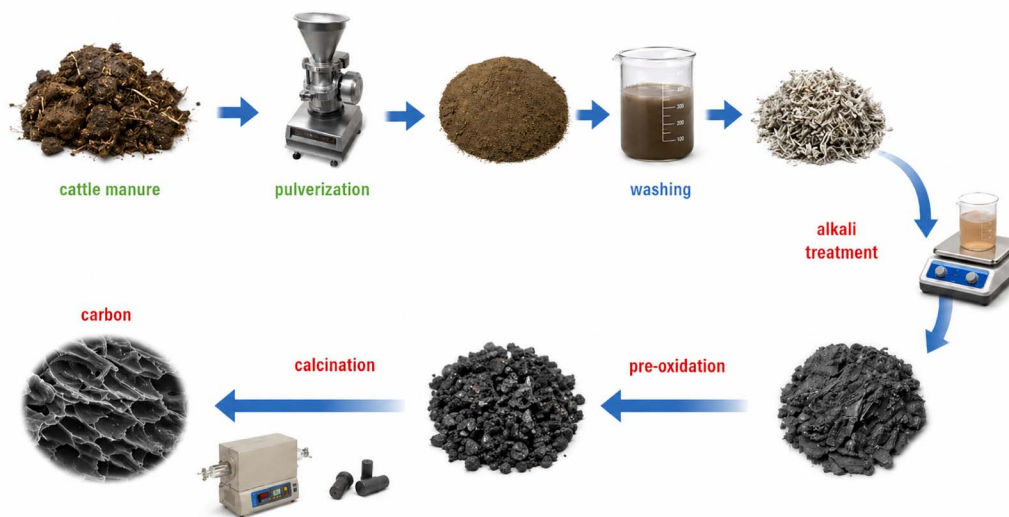 cattle manure
pulverization
washing
alkali
treatment
pre-oxidation
calcination
carbon